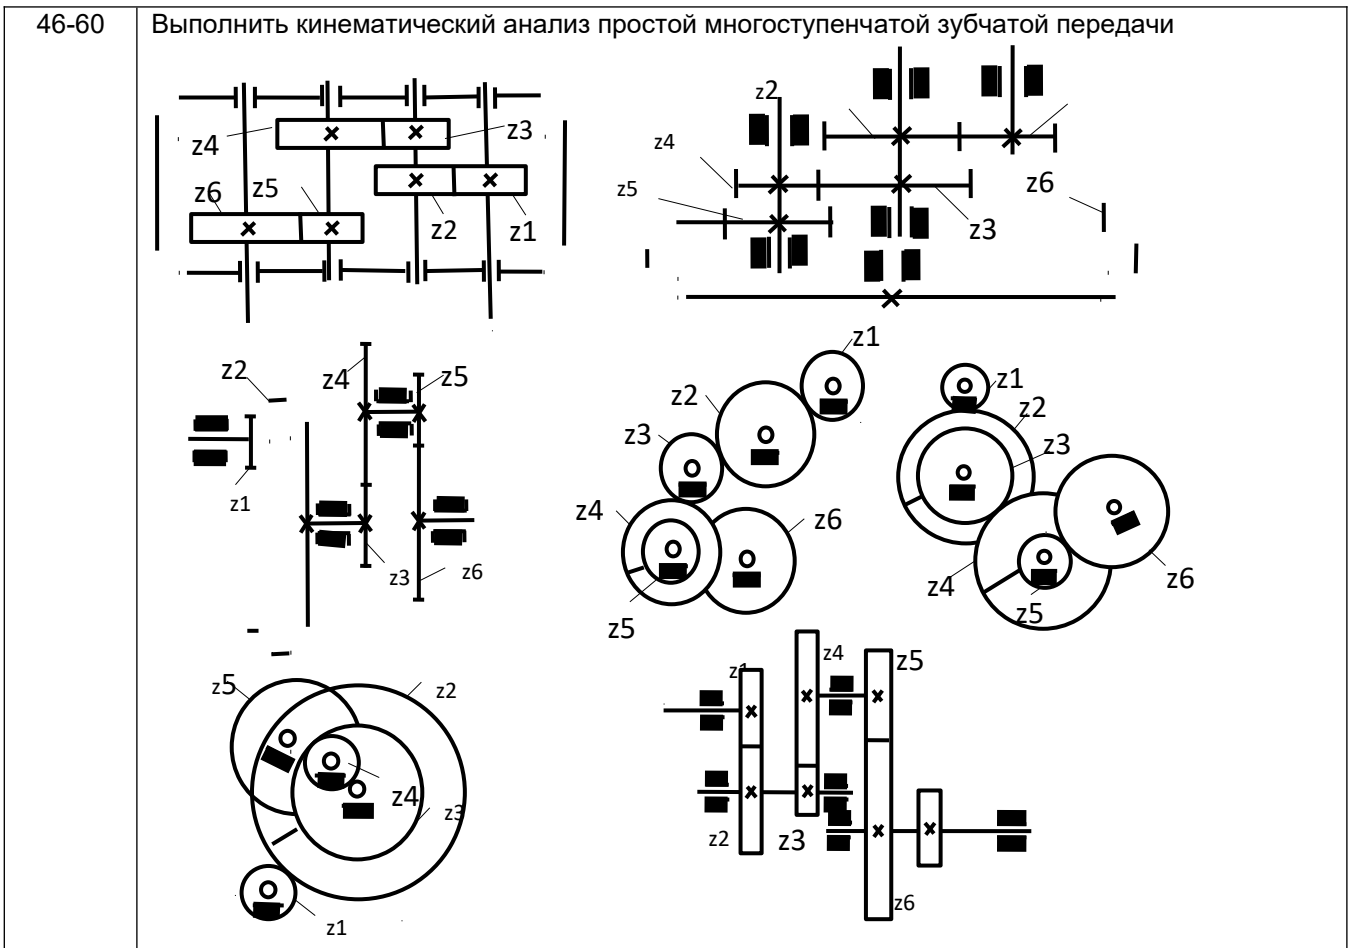 46-60
Выполнить кинематический анализ простой многоступенчатой зубчатой передачи
z4
z3
z6
z5
z2
z1
z2
z4
z5
z6
z3
z2
z4
z5
z1
z3
z6
z1
z2
z3
z4
z6
z5
z1
z2
z3
z4
z5
z6
z5
z2
z4
z3
z1
z1
z4
z5
z2
z3
z6